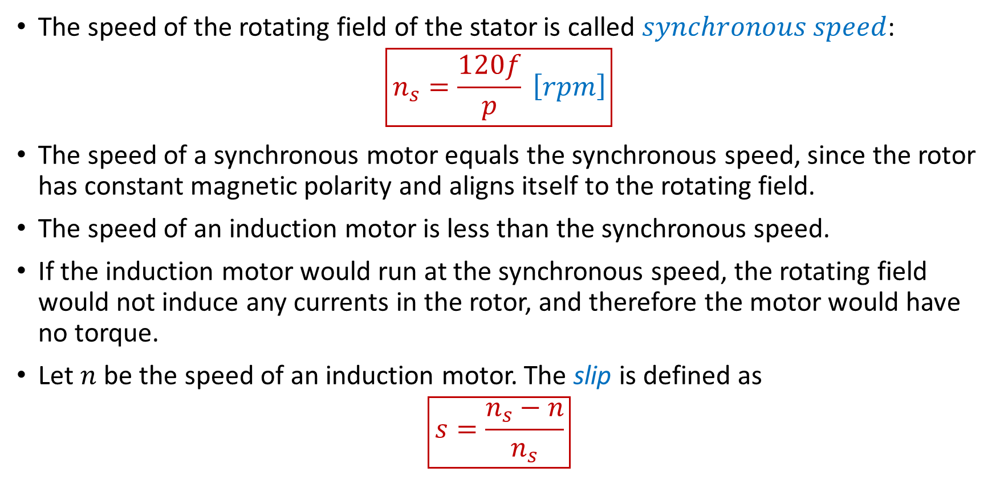 • The speed of the rotating field of the stator is called synchronous speed:
n_s = 120f / p [rpm]
• The speed of a synchronous motor equals the synchronous speed, since the rotor
has constant magnetic polarity and aligns itself to the rotating field.
• The speed of an induction motor is less than the synchronous speed.
• If the induction motor would run at the synchronous speed, the rotating field
would not induce any currents in the rotor, and therefore the motor would have
no torque.
• Let n be the speed of an induction motor. The slip is defined as
s = (n_s − n) / n_s